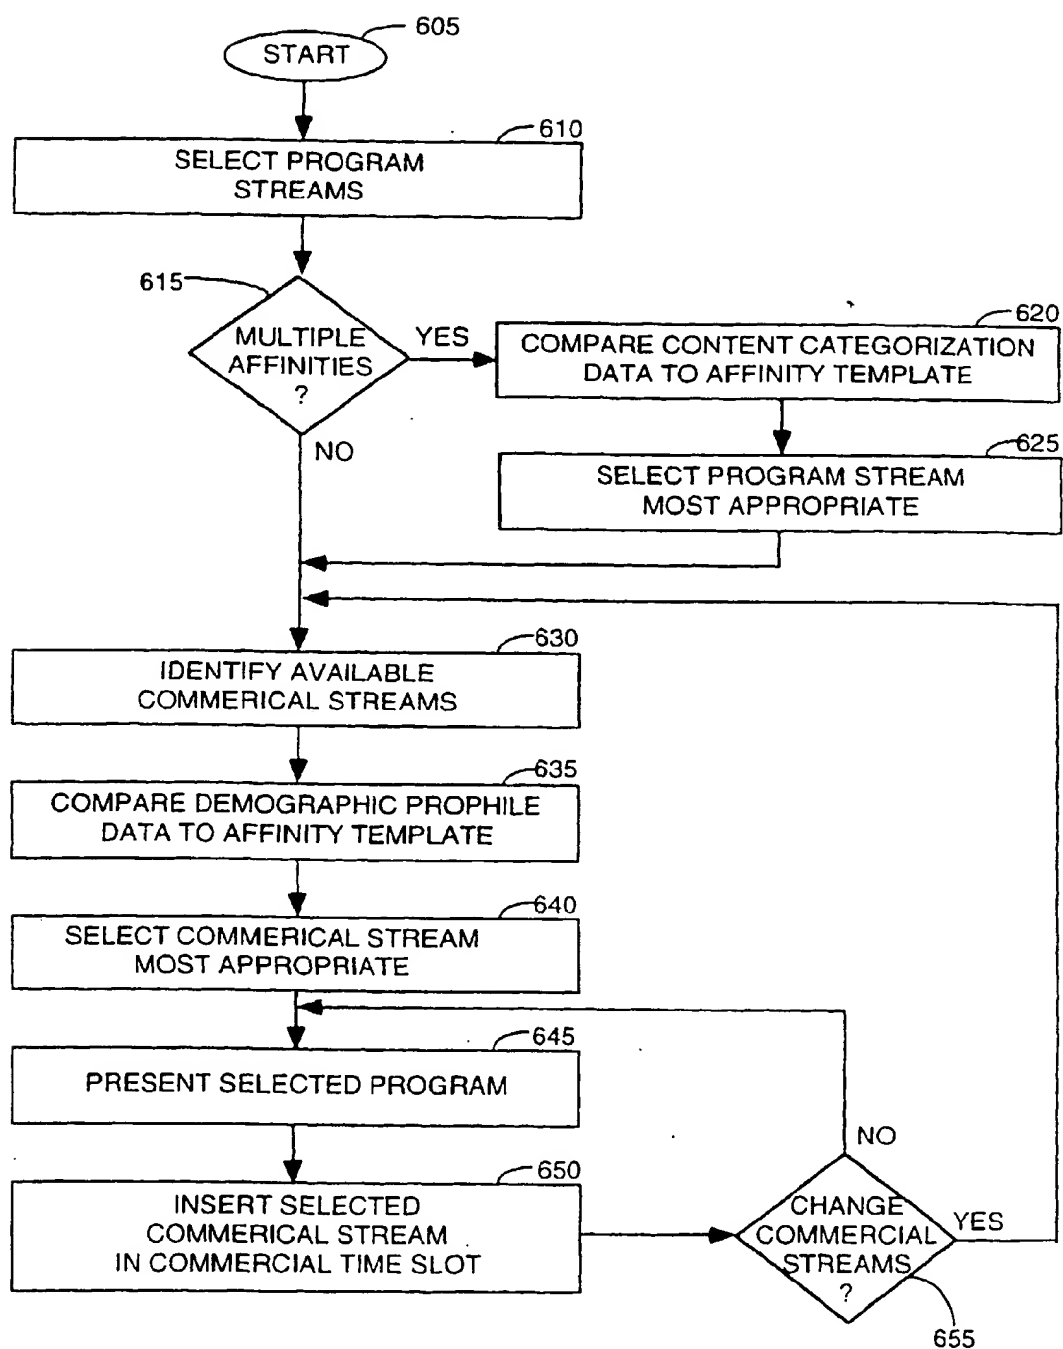 605
START
610
SELECT PROGRAM
STREAMS
615
MULTIPLE
AFFINITIES
?
YES
NO
620
COMPARE CONTENT CATEGORIZATION
DATA TO AFFINITY TEMPLATE
625
SELECT PROGRAM STREAM
MOST APPROPRIATE
630
IDENTIFY AVAILABLE
COMMERICAL STREAMS
635
COMPARE DEMOGRAPHIC PROPHILE
DATA TO AFFINITY TEMPLATE
640
SELECT COMMERICAL STREAM
MOST APPROPRIATE
645
PRESENT SELECTED PROGRAM
650
INSERT SELECTED
COMMERICAL STREAM
IN COMMERCIAL TIME SLOT
NO
CHANGE
COMMERCIAL
STREAMS
?
YES
655